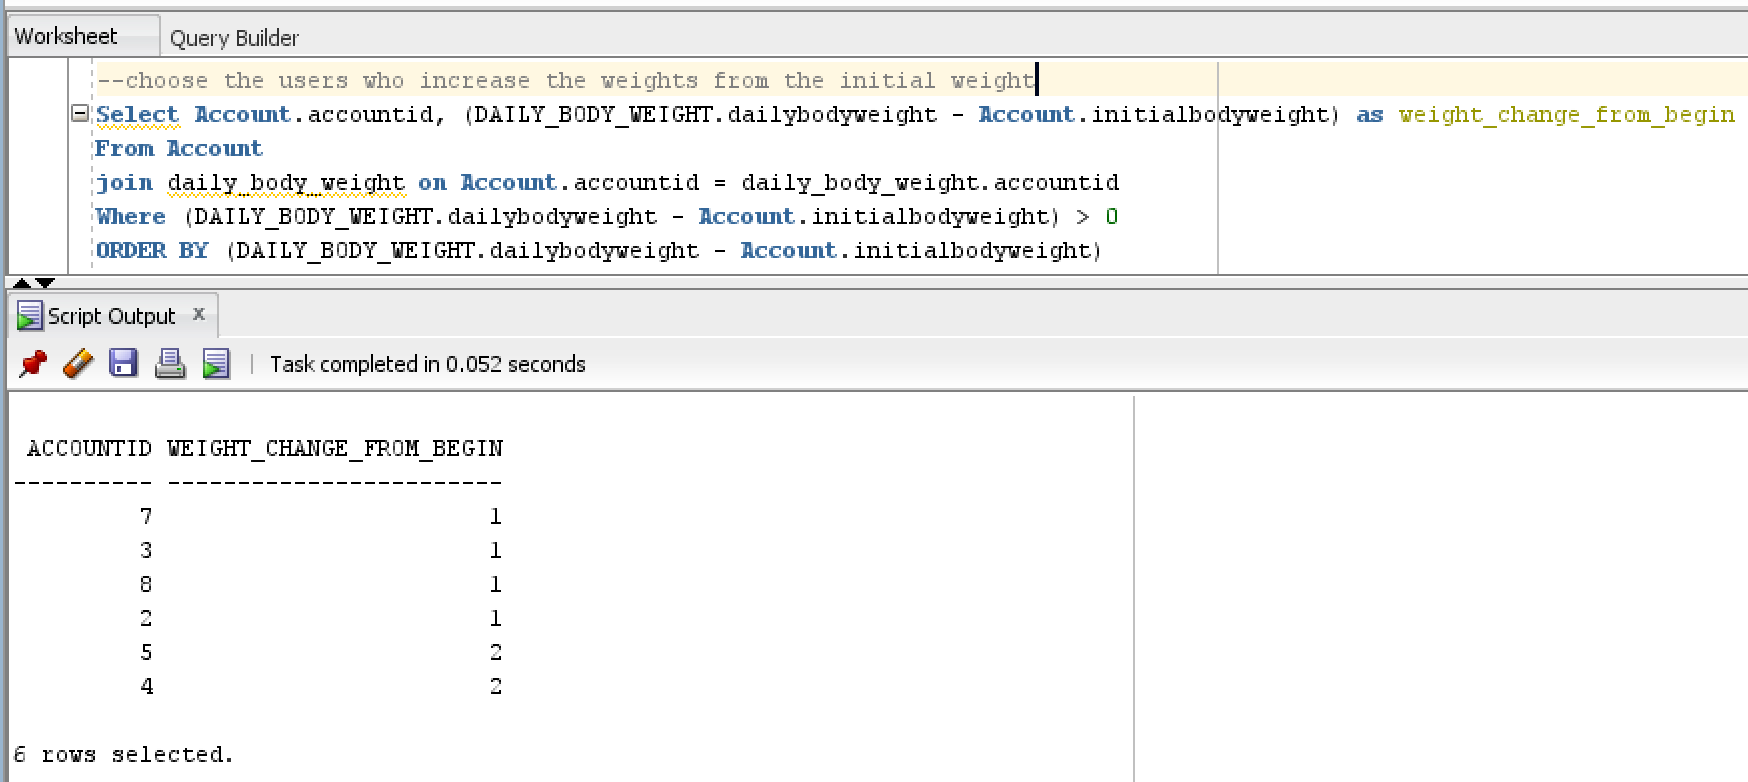 Worksheet Query Builder
--choose the users who increase the weights from the initial weight
Select Account.accountid, (DAILY_BODY_WEIGHT.dailybodyweight - Account.initialbodyweight) as weight_change_from_begin
From Account
join daily_body_weight on Account.accountid = daily_body_weight.accountid
Where (DAILY_BODY_WEIGHT.dailybodyweight - Account.initialbodyweight) > 0
ORDER BY (DAILY_BODY_WEIGHT.dailybodyweight - Account.initialbodyweight)
Script Output x
Task completed in 0.052 seconds
ACCOUNTID WEIGHT_CHANGE_FROM_BEGIN
---------- ------------------------
7 1
3 1
8 1
2 1
5 2
4 2
6 rows selected.